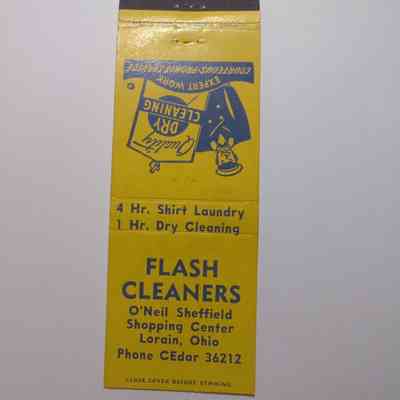 COURTEOUS-PROMPT SERVICE
EXPERT WORK
Quality
DRY
CLEANING
4 Hr. Shirt Laundry
1 Hr. Dry Cleaning
FLASH
CLEANERS
O'Neil Sheffield
Shopping Center
Lorain, Ohio
Phone CEdar 36212
CLOSE COVER BEFORE STRIKING